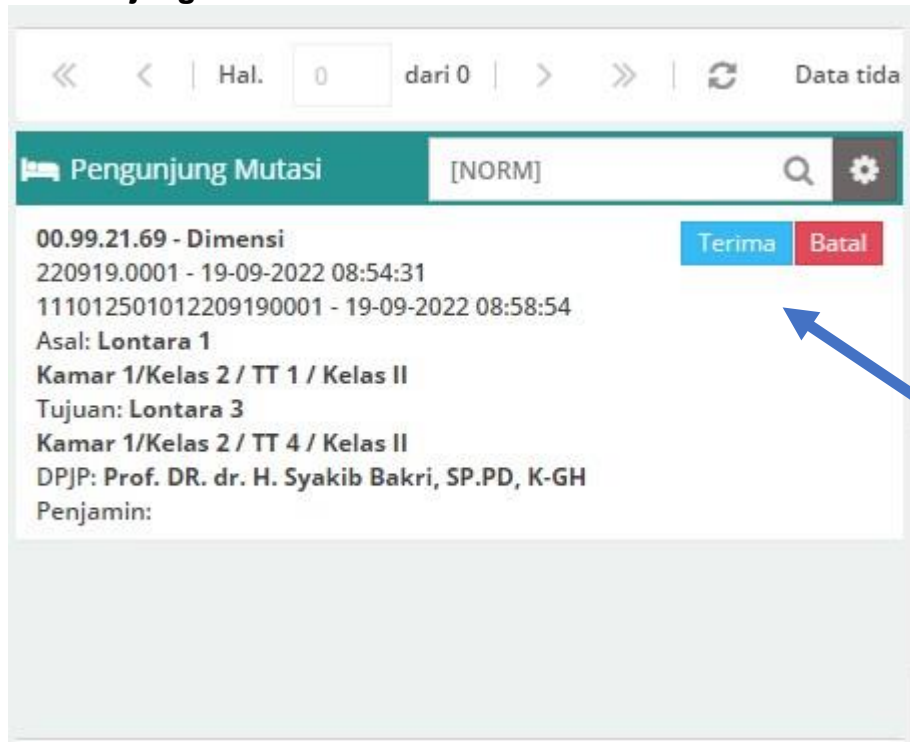 Hal. 0 dari 0 Data tida
Pengunjung Mutasi [NORM]
00.99.21.69 - Dimensi Terima Batal
220919.0001 - 19-09-2022 08:54:31
111012501012209190001 - 19-09-2022 08:58:54
Asal: Lontara 1
Kamar 1/Kelas 2 / TT 1 / Kelas II
Tujuan: Lontara 3
Kamar 1/Kelas 2 / TT 4 / Kelas II
DPJP: Prof. DR. dr. H. Syakib Bakri, SP.PD, K-GH
Penjamin: